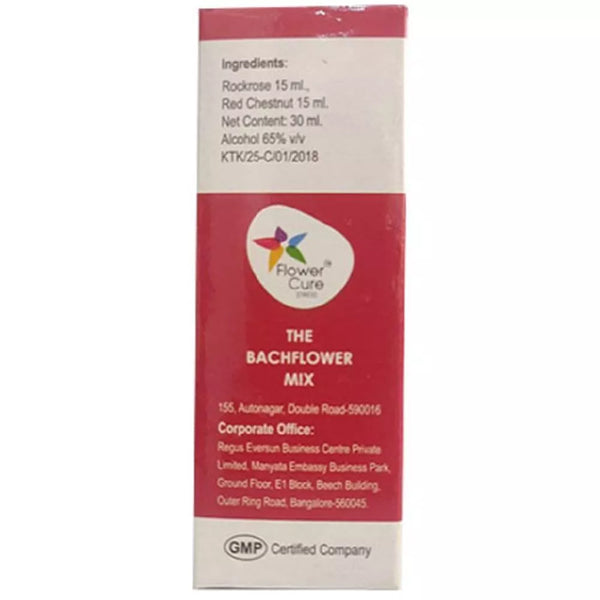 Ingredients:
Rockrose 15 ml.,
Red Chestnut 15 ml.
Net Content: 30 ml.
Alcohol 65% v/v
KTK/25-C/01/2018
Flower™
Cure
THE
BACHFLOWER
MIX
155, Autonagar, Double Road-590016
Corporate Office:
Regus Eversun Business Centre Private
Limited, Manyata Embassy Business Park,
Ground Floor, E1 Block, Beech Building,
Outer Ring Road, Bangalore-560045.
GMP Certified Company